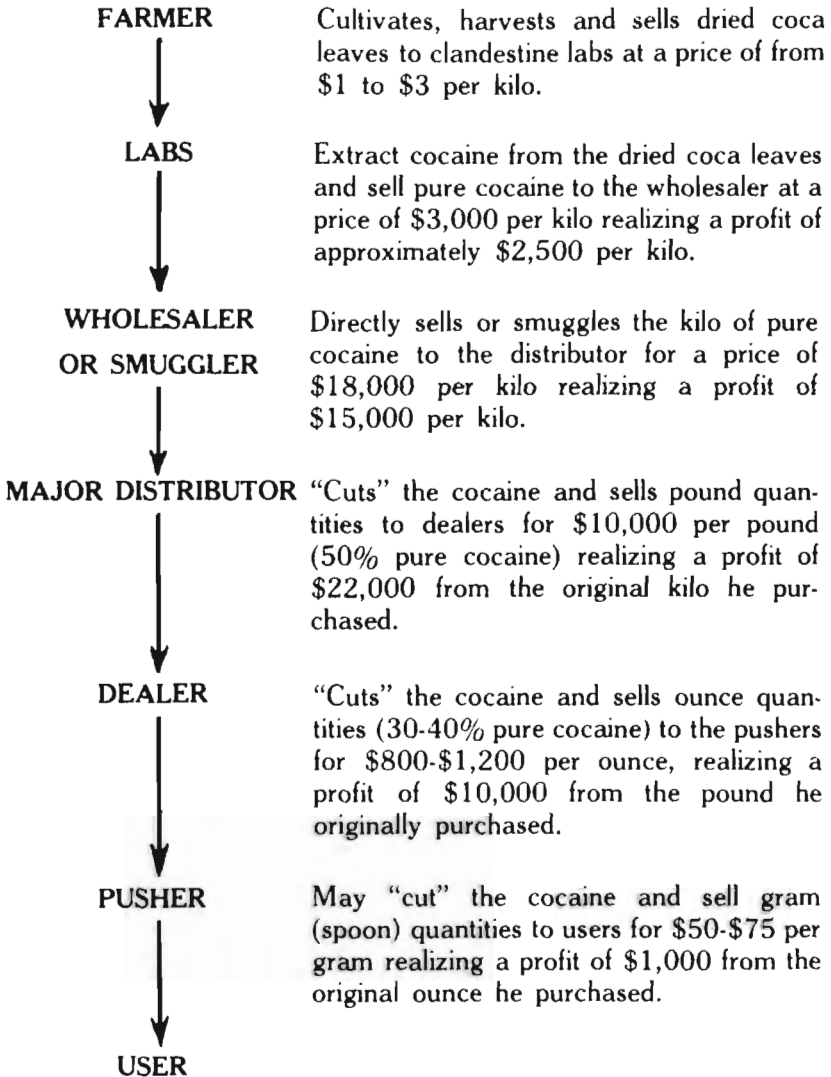 FARMER
Cultivates, harvests and sells dried coca
leaves to clandestine labs at a price of from
$1 to $3 per kilo.
LABS
Extract cocaine from the dried coca leaves
and sell pure cocaine to the wholesaler at a
price of $3,000 per kilo realizing a profit of
approximately $2,500 per kilo.
WHOLESALER
OR SMUGGLER
Directly sells or smuggles the kilo of pure
cocaine to the distributor for a price of
$18,000 per kilo realizing a profit of
$15,000 per kilo.
MAJOR DISTRIBUTOR
“Cuts” the cocaine and sells pound quan-
tities to dealers for $10,000 per pound
(50% pure cocaine) realizing a profit of
$22,000 from the original kilo he pur-
chased.
DEALER
“Cuts” the cocaine and sells ounce quan-
tities (30-40% pure cocaine) to the pushers
for $800-$1,200 per ounce, realizing a
profit of $10,000 from the pound he
originally purchased.
PUSHER
May “cut” the cocaine and sell gram
(spoon) quantities to users for $50-$75 per
gram realizing a profit of $1,000 from the
original ounce he purchased.
USER